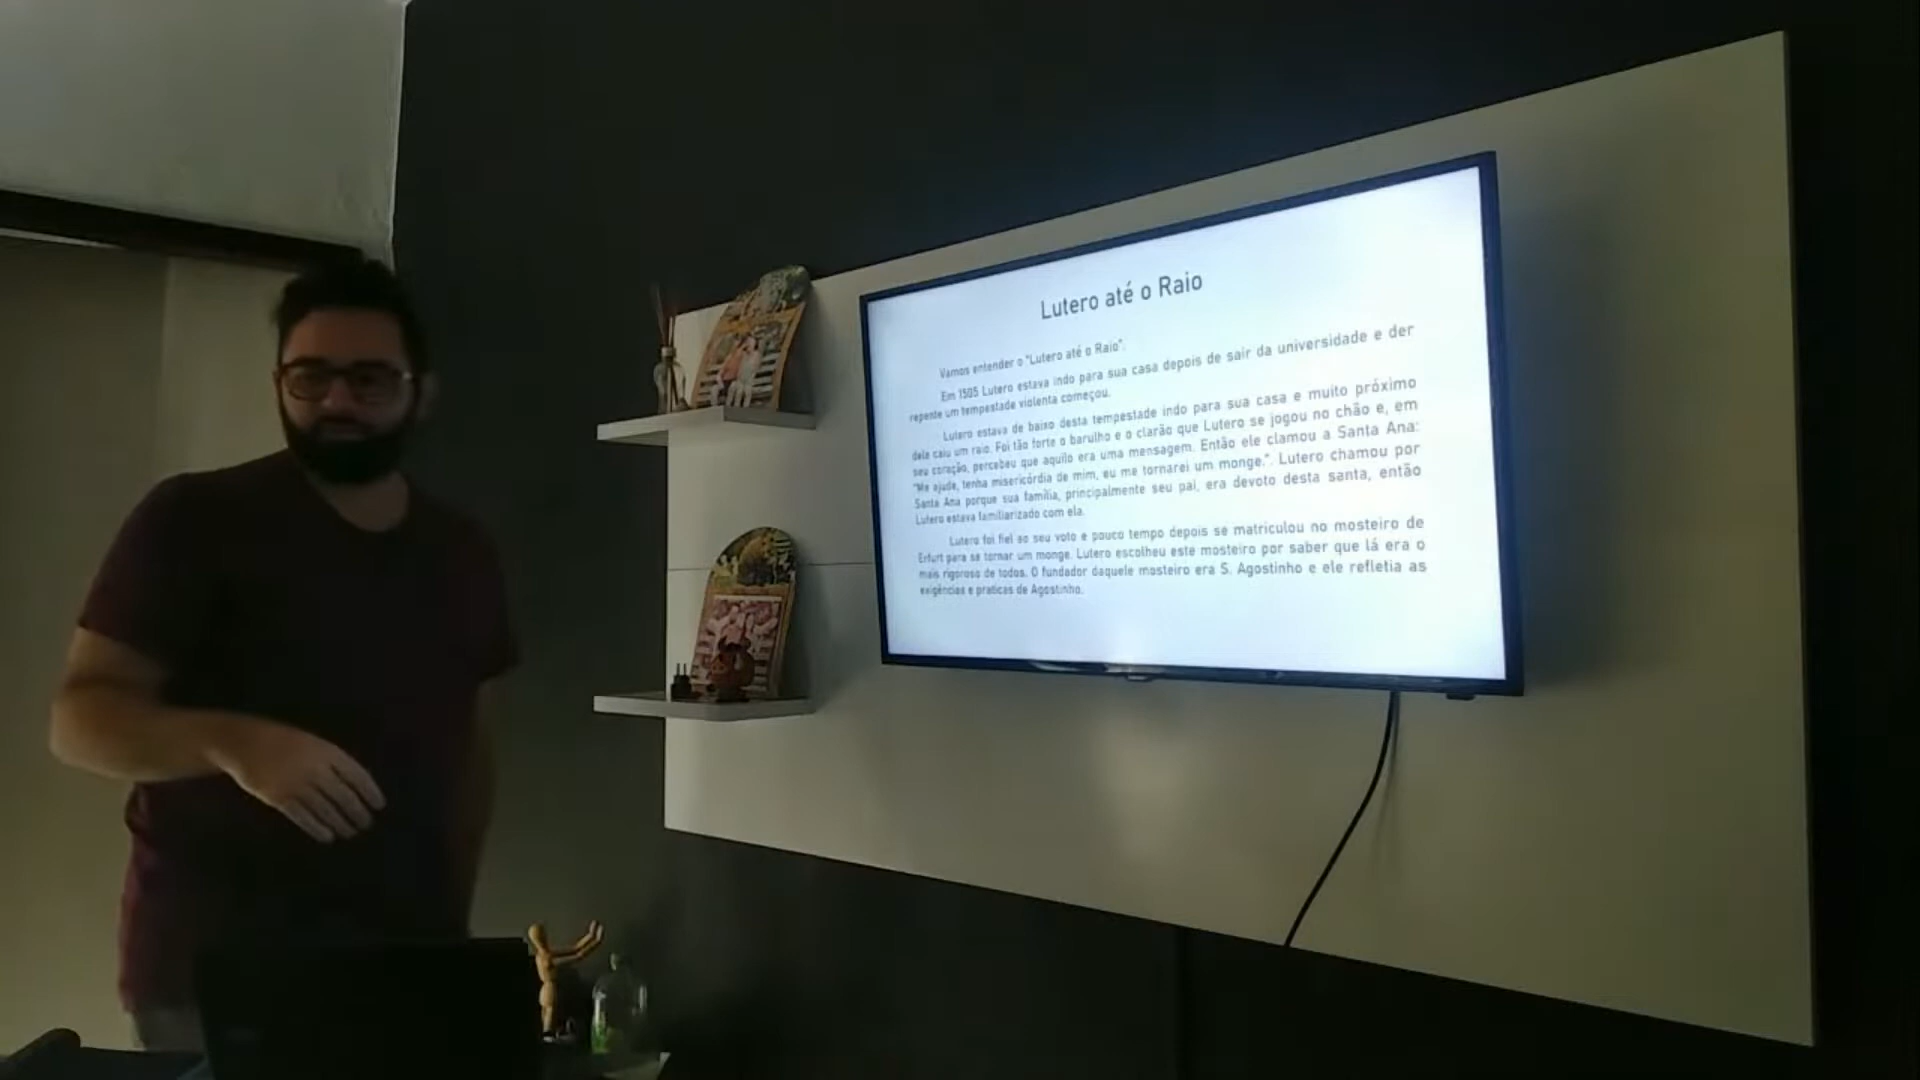 Lutero até o Raio
Vamos entender o "Lutero até o Raio".
Em 1505 Lutero estava indo para sua casa depois de sair da universidade e der
repente um tempestade violenta começou.
Lutero estava de baixo desta tempestade indo para sua casa e muito próximo
dele caiu um raio. Foi tão forte o barulho e o clarão que Lutero se jogou no chão e, em
seu coração, percebeu que aquilo era uma mensagem. Então ele clamou a Santa Ana:
"Me ajude, tenha misericórdia de mim, eu me tornarei um monge.". Lutero chamou por
Santa Ana porque sua família, principalmente seu pai, era devoto desta santa, então
Lutero estava familiarizado com ela.
Lutero foi fiel ao seu voto e pouco tempo depois se matriculou no mosteiro de
Erfurt para se tornar um monge. Lutero escolheu este mosteiro por saber que lá era o
mais rigoroso de todos. O fundador daquele mosteiro era S. Agostinho e ele refletia as
exigências e praticas de Agostinho.